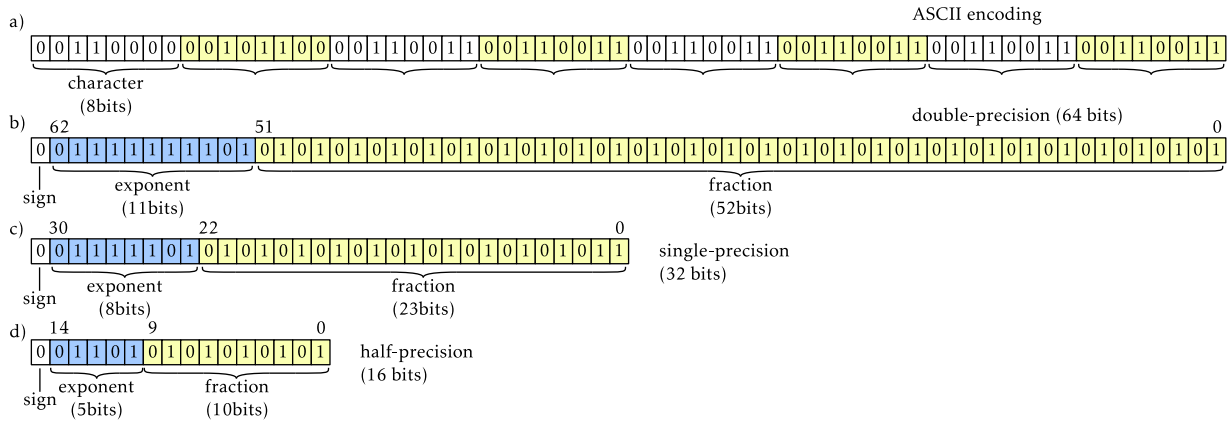 a)
ASCII encoding
0 0 1 1 0 0 0 0 0 0 1 0 1 1 0 0 0 0 1 1 0 0 1 1 0 0 1 1 0 0 1 1 0 0 1 1 0 0 1 1 0 0 1 1 0 0 1 1 0 0 1 1 0 0 1 1 0 0 1 1 0 0 1 1
character
(8bits)
b)
62 51 0
double-precision (64 bits)
0 0 1 1 1 1 1 1 1 1 0 1 0 1 0 1 0 1 0 1 0 1 0 1 0 1 0 1 0 1 0 1 0 1 0 1 0 1 0 1 0 1 0 1 0 1 0 1 0 1 0 1 0 1 0 1 0 1 0 1 0 1 0 1
sign
exponent
(11bits)
fraction
(52bits)
c)
30 22 0
0 0 1 1 1 1 1 0 1 0 1 0 1 0 1 0 1 0 1 0 1 0 1 0 1 0 1 0 1 0 1 1
single-precision
(32 bits)
sign
exponent
(8bits)
fraction
(23bits)
d)
14 9 0
0 0 1 1 0 1 0 1 0 1 0 1 0 1 0 1
half-precision
(16 bits)
sign
exponent
(5bits)
fraction
(10bits)